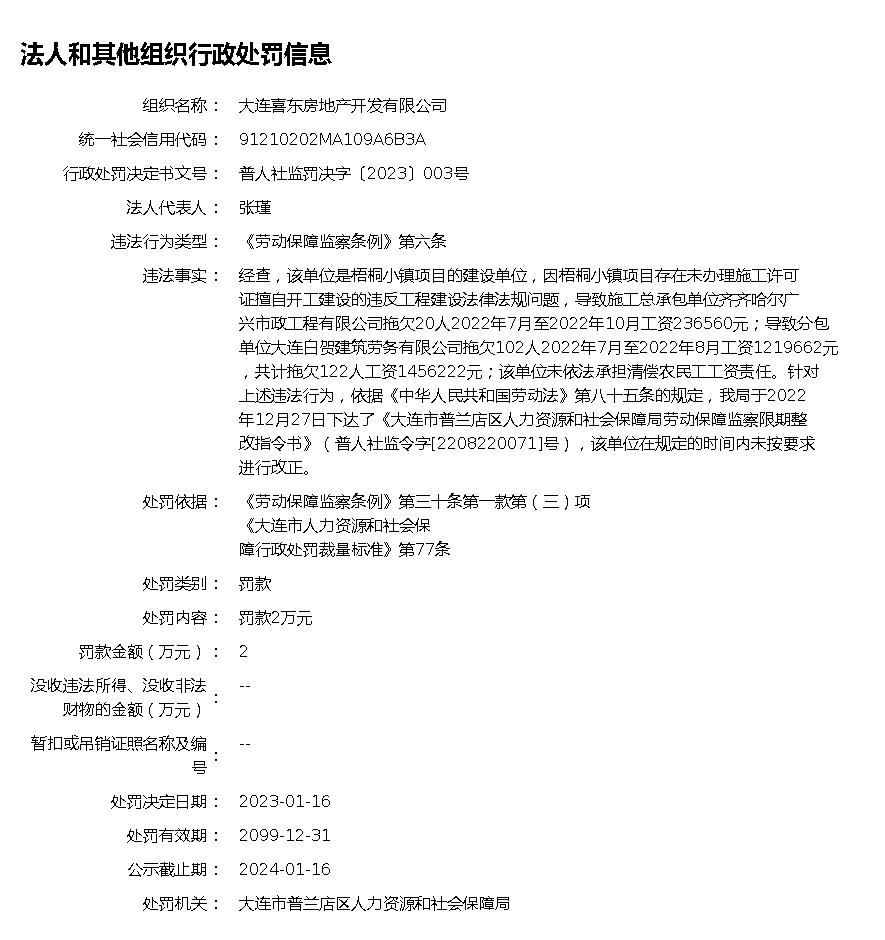 法人和其他组织行政处罚信息
组织名称： 大连喜东房地产开发有限公司
统一社会信用代码： 91210202MA109A6B3A
行政处罚决定书文号： 普人社监罚决字〔2023〕003号
法人代表人： 张瑾
违法行为类型： 《劳动保障监察条例》第六条
违法事实： 经查，该单位是梧桐小镇项目的建设单位，因梧桐小镇项目存在未办理施工许可
证擅自开工建设的违反工程建设法律法规问题，导致施工总承包单位齐齐哈尔广
兴市政工程有限公司拖欠20人2022年7月至2022年10月工资236560元；导致分包
单位大连白贺建筑劳务有限公司拖欠102人2022年7月至2022年8月工资1219662元
，共计拖欠122人工资1456222元；该单位未依法承担清偿农民工工资责任。针对
上述违法行为，依据《中华人民共和国劳动法》第八十五条的规定，我局于2022
年12月27日下达了《大连市普兰店区人力资源和社会保障局劳动保障监察限期整
改指令书》（普人社监令字[2208220071]号），该单位在规定的时间内未按要求
进行改正。
处罚依据： 《劳动保障监察条例》第三十条第一款第（三）项
《大连市人力资源和社会保
障行政处罚裁量标准》第77条
处罚类别： 罚款
处罚内容： 罚款2万元
罚款金额（万元）： 2
没收违法所得、没收非法
财物的金额（万元）： --
暂扣或吊销证照名称及编
号： --
处罚决定日期： 2023-01-16
处罚有效期： 2099-12-31
公示截止期： 2024-01-16
处罚机关： 大连市普兰店区人力资源和社会保障局